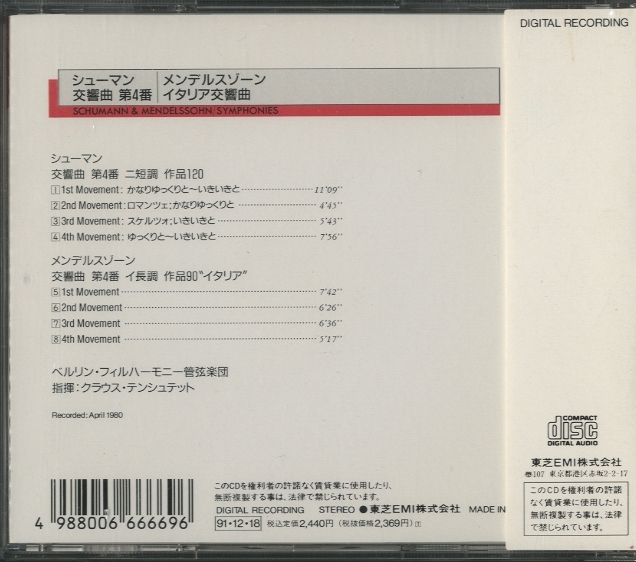 DIGITAL RECORDING
シューマン
交響曲 第4番
メンデルスゾーン
イタリア交響曲
SCHUMANN & MENDELSSOHN: SYMPHONIES
シューマン
交響曲 第4番 ニ短調 作品120
1 1st Movement: かなりゆっくりと〜いきいきと 11'09"
2 2nd Movement: ロマンツェ;かなりゆっくりと 4'45"
3 3rd Movement: スケルツォ;いきいきと 5'43"
4 4th Movement: ゆっくりと〜いきいきと 7'56"
メンデルスゾーン
交響曲 第4番 イ長調 作品90"イタリア"
5 1st Movement 7'42"
6 2nd Movement 6'26"
7 3rd Movement 6'36"
8 4th Movement 5'17"
ベルリン・フィルハーモニー管弦楽団
指揮:クラウス・テンシュテット
Recorded: April 1980
4 988006 666696
このCDを権利者の許諾なく賃貸業に使用したり、
無断複製する事は、法律で禁じられています。
DIGITAL RECORDING STEREO ●東芝EMI株式会社 MADE IN
91・12・18 税込定価2,440円 (税抜価格2,369円)
COMPACT
disc
DIGITAL AUDIO
東芝EMI株式会社
〒107 東京都港区赤坂2-2-17
このCDを権利者の許諾
なく賃貸業に使用したり、
無断複製する事は、法律
で禁じられています。